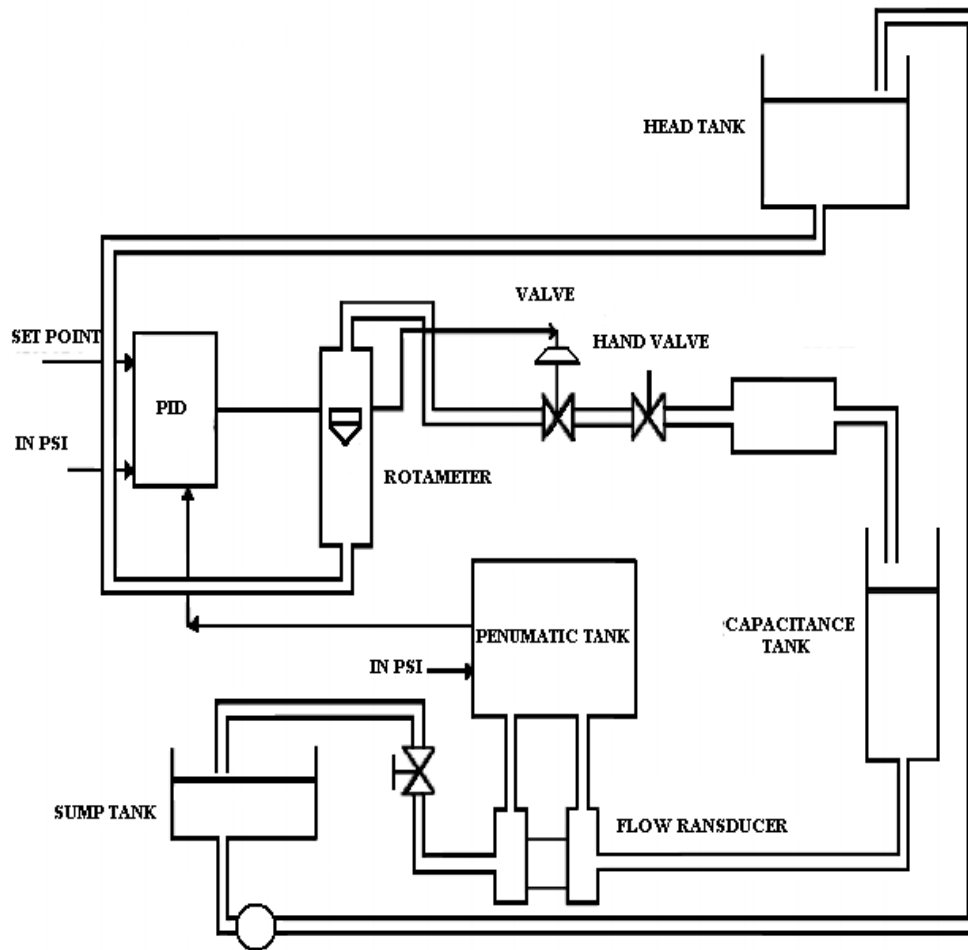 HEAD TANK
VALVE
SET POINT
HAND VALVE
PID
IN PSI
ROTAMETER
CAPACITANCE
TANK
PENUMATIC TANK
IN PSI
SUMP TANK
FLOW RANSDUCER